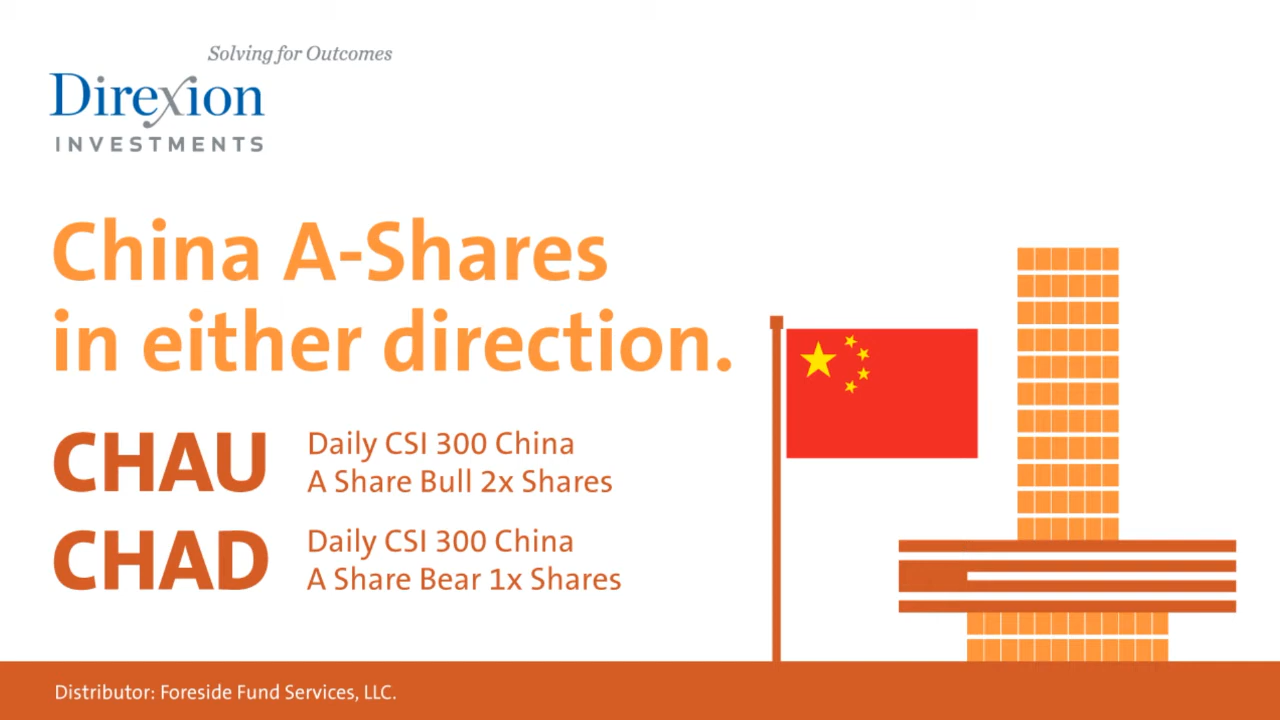 Solving for Outcomes
Direxion
INVESTMENTS
China A-Shares
in either direction.
CHAU
Daily CSI 300 China
A Share Bull 2x Shares
CHAD
Daily CSI 300 China
A Share Bear 1x Shares
Distributor: Foreside Fund Services, LLC.